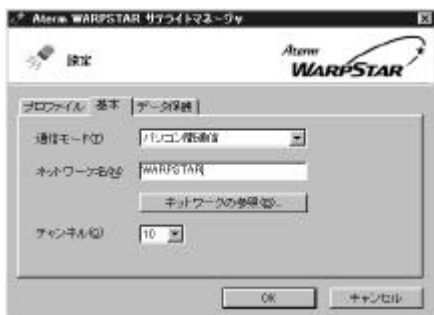 Aterm WARPSTAR サテライトマネージャ
設定
Aterm
WARPSTAR
プロファイル 基本 データ保護
通信モード(T) パソコン間通信
ネットワーク名(N) WARPSTAR
ネットワークの参照(B)...
チャンネル(C) 10
OK キャンセル